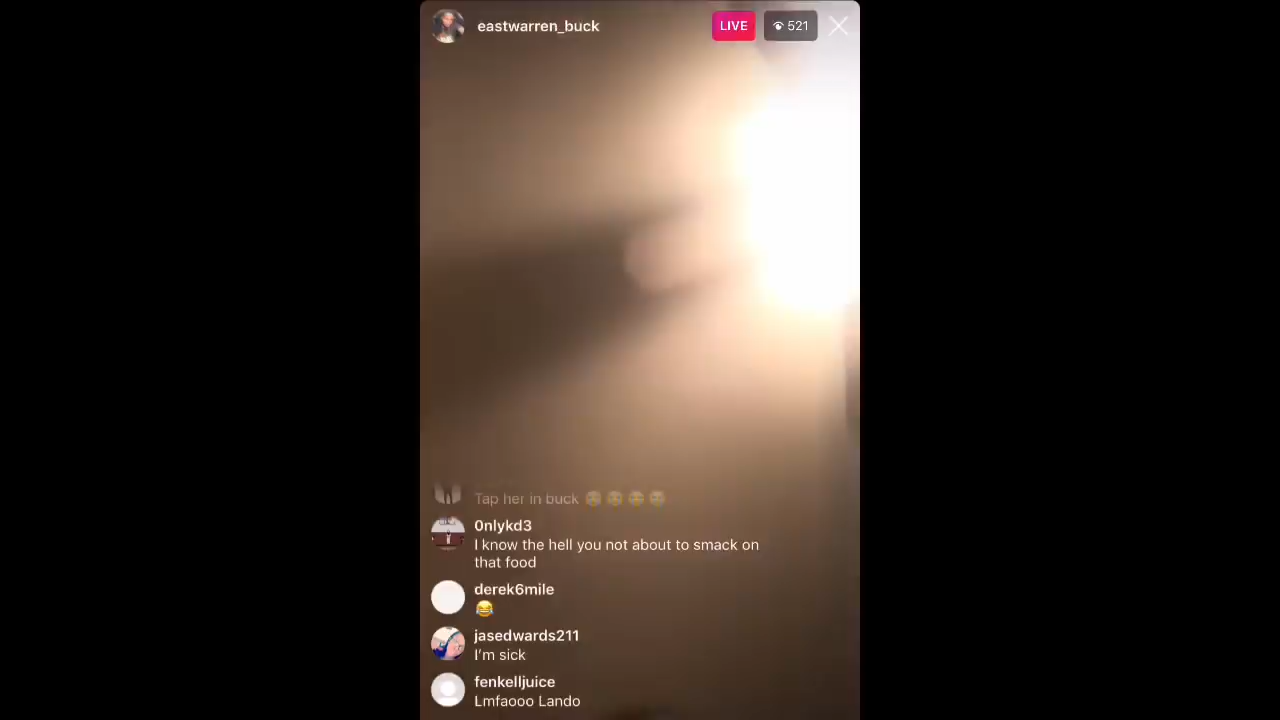 eastwarren_buck
LIVE
521
Tap her in buck 😂😂😂😂
0nlykd3
I know the hell you not about to smack on
that food
derek6mile
😂
jasedwards211
I'm sick
fenkelljuice
Lmfaooo Lando